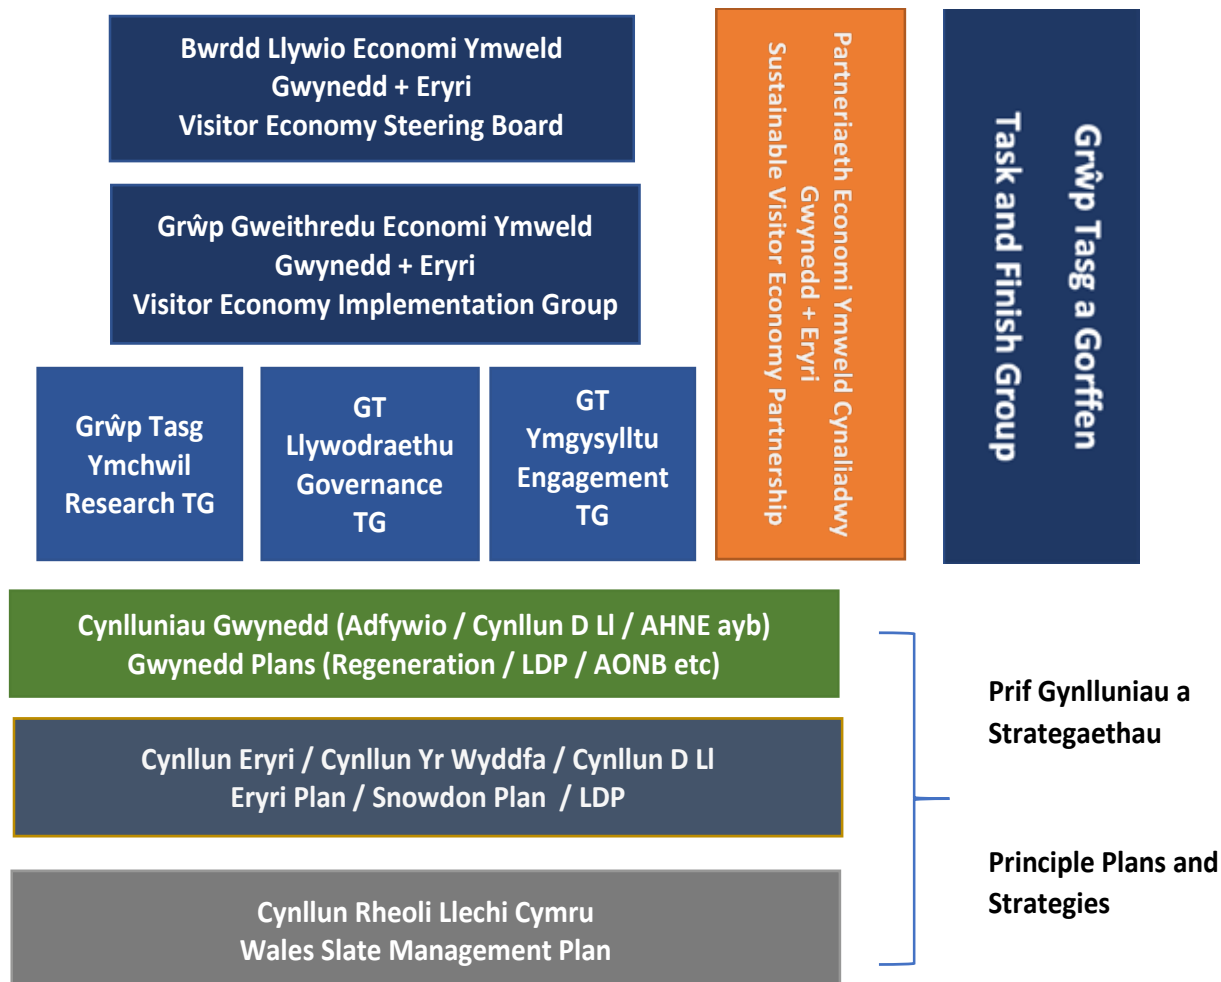 Bwrdd Llywio Economi Ymweld
Gwynedd + Eryri
Visitor Economy Steering Board
Grŵp Gweithredu Economi Ymweld
Gwynedd + Eryri
Visitor Economy Implementation Group
Grŵp Tasg
Ymchwil
Research TG
GT
Llywodraethu
Governance
TG
GT
Ymgysylltu
Engagement
TG
Partneriaeth Economi Ymweld Cynaliadwy
Gwynedd + Eryri
Sustainable Visitor Economy Partnership
Grŵp Tasg a Gorffen
Task and Finish Group
Cynlluniau Gwynedd (Adfywio / Cynllun D Ll / AHNE ayb)
Gwynedd Plans (Regeneration / LDP / AONB etc)
Cynllun Eryri / Cynllun Yr Wyddfa / Cynllun D Ll
Eryri Plan / Snowdon Plan / LDP
Cynllun Rheoli Llechi Cymru
Wales Slate Management Plan
Prif Gynlluniau a
Strategaethau
Principle Plans and
Strategies